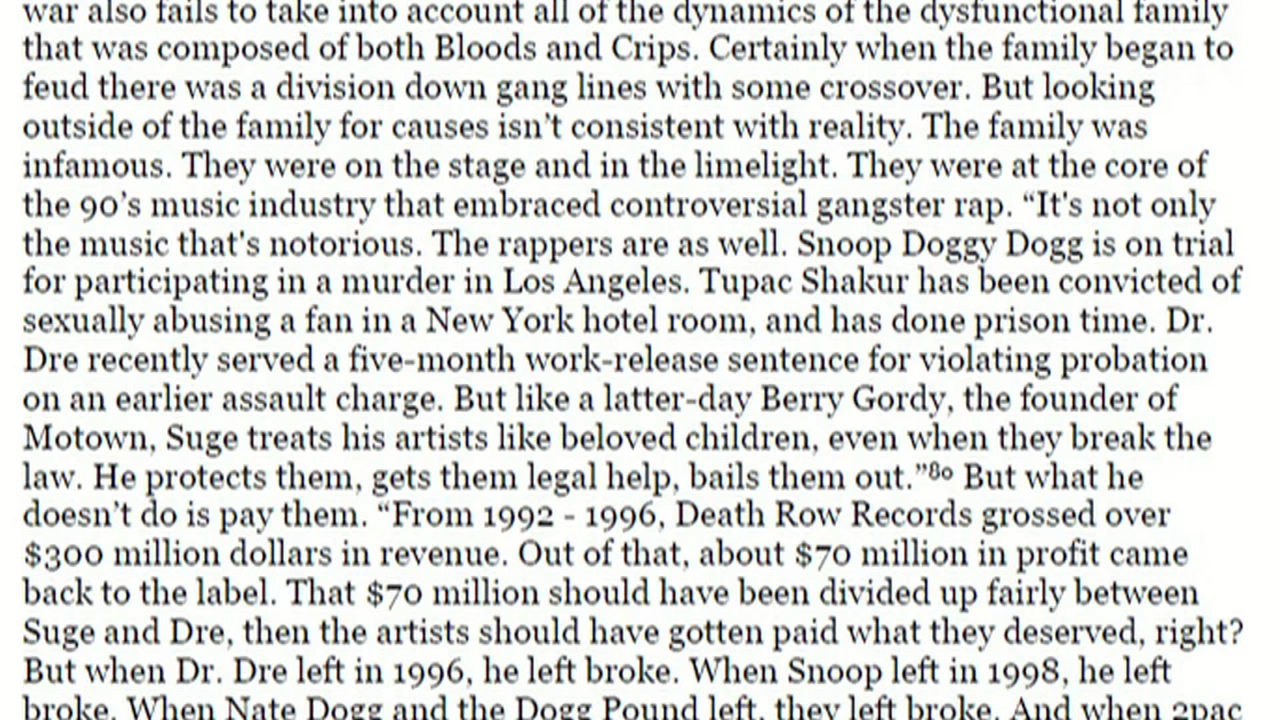 war also fails to take into account all of the dynamics of the dysfunctional family
that was composed of both Bloods and Crips. Certainly when the family began to
feud there was a division down gang lines with some crossover. But looking
outside of the family for causes isn’t consistent with reality. The family was
infamous. They were on the stage and in the limelight. They were at the core of
the 90’s music industry that embraced controversial gangster rap. “It's not only
the music that's notorious. The rappers are as well. Snoop Doggy Dogg is on trial
for participating in a murder in Los Angeles. Tupac Shakur has been convicted of
sexually abusing a fan in a New York hotel room, and has done prison time. Dr.
Dre recently served a five-month work-release sentence for violating probation
on an earlier assault charge. But like a latter-day Berry Gordy, the founder of
Motown, Suge treats his artists like beloved children, even when they break the
law. He protects them, gets them legal help, bails them out.”80 But what he
doesn’t do is pay them. “From 1992 - 1996, Death Row Records grossed over
$300 million dollars in revenue. Out of that, about $70 million in profit came
back to the label. That $70 million should have been divided up fairly between
Suge and Dre, then the artists should have gotten paid what they deserved, right?
But when Dr. Dre left in 1996, he left broke. When Snoop left in 1998, he left
broke. When Nate Dogg and the Dogg Pound left, they left broke. And when 2pac